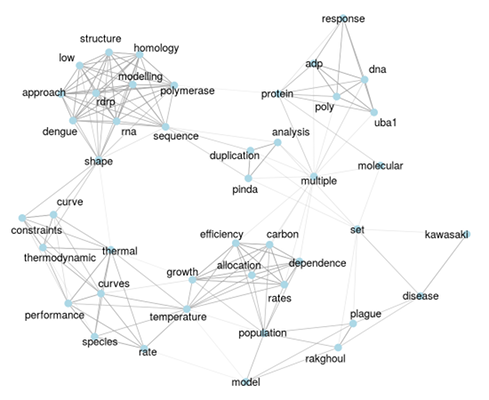 response
structure
homology
low
adp
dna
modelling
approach
rdrp
polymerase
protein
poly
uba1
dengue
rna
sequence
analysis
duplication
shape
molecular
multiple
pinda
curve
constraints
efficiency
carbon
set
kawasaki
thermodynamic
thermal
growth
allocation
dependence
curves
rates
disease
performance
temperature
plague
species
population
rate
rakghoul
model